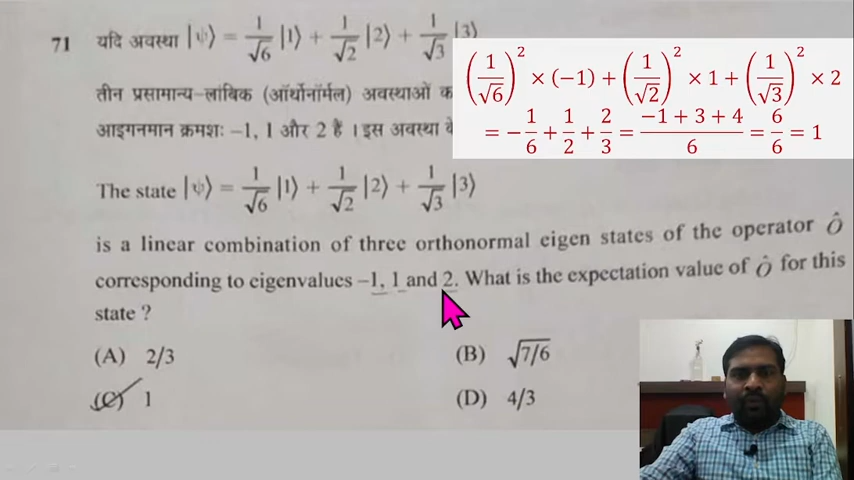 71 यदि अवस्था |ψ⟩ = 1/√6 |1⟩ + 1/√2 |2⟩ + 1/√3 |3⟩
(1/√6)² × (−1) + (1/√2)² × 1 + (1/√3)² × 2
= −1/6 + 1/2 + 2/3 = (−1 + 3 + 4)/6 = 6/6 = 1
तीन प्रसामान्य-लांबिक (ऑर्थोनॉर्मल) अवस्थाओं
आइगनमान क्रमशः −1, 1 और 2 हैं । इस अवस्था
The state |ψ⟩ = 1/√6 |1⟩ + 1/√2 |2⟩ + 1/√3 |3⟩
is a linear combination of three orthonormal eigen states of the operator Ô
corresponding to eigenvalues −1, 1 and 2. What is the expectation value of Ô for this
state ?
(A) 2/3
(B) √7/6
(C) 1
(D) 4/3